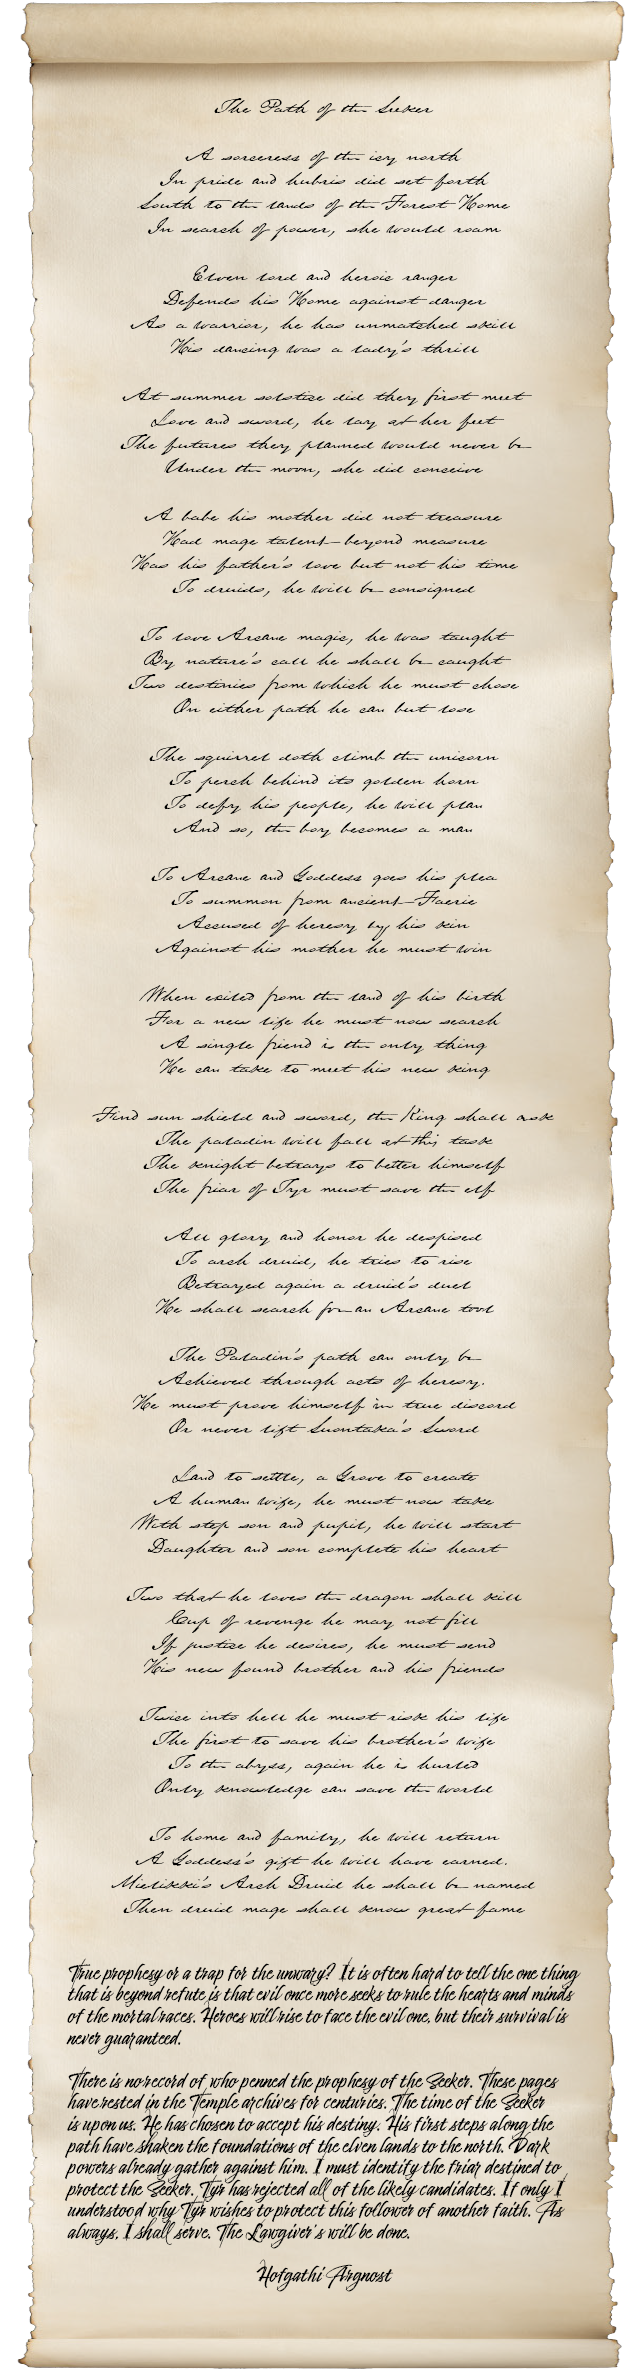 The Path of the Seeker
A sorceress of the icy north
In pride and hubris did set forth
South to the lands of the Forest Home
In search of power, she would roam
Elven lord and heroic ranger
Defends his Home against danger
As a warrior, he has unmatched skill
His dancing was a lady's thrill
At summer solstice did they first meet
Love and sword, he lay at her feet
The futures they planned would never be
Under the moon, she did conceive
A babe his mother did not treasure
Had mage talent beyond measure
Has his father's love but not his time
To druids, he will be consigned
To love Arcane magic, he was taught
By nature's call he shall be caught
Two destinies from which he must chose
On either path he can but lose
The squirrel doth climb the unicorn
To perch behind its golden horn
To defy his people, he will plan
And so, the boy becomes a man
To Arcane and Goddess goes his plea
To summon from ancient Faerie
Accused of heresy by his kin
Against his mother he must win
When exiled from the land of his birth
For a new life he must now search
A single friend is the only thing
He can take to meet his new king
Find sun shield and sword, the King shall ask
The paladin will fall at this task
The knight betrays to better himself
The friar of Tyr must save the elf
All glory and honor he despised
To arch druid, he tries to rise
Betrayed again a druid's duel
He shall search for an Arcane tool
The Paladin's path can only be
Achieved through acts of heresy.
He must prove himself in true discord
Or never lift Luontaka's Sword
Land to settle, a Grove to create
A human wife, he must now take
With step son and pupil, he will start
Daughter and son complete his heart
Two that he loves the dragon shall kill
Cup of revenge he may not fill
If justice he desires, he must send
His new found brother and his friends
Twice into hell he must risk his life
The first to save his brother's wife
To the abyss, again he is hurled
Only knowledge can save the world
To home and family, he will return
A Goddess's gift he will have earned.
Mielikki's Arch Druid he shall be named
Then druid mage shall know great fame
True prophesy or a trap for the unwary? It is often hard to tell the one thing
that is beyond refute is that evil once more seeks to rule the hearts and minds
of the mortal races. Heroes will rise to face the evil one, but their survival is
never guaranteed.
There is no record of who penned the prophesy of the Seeker. These pages
have rested in the Temple archives for centuries. The time of the Seeker
is upon us. He has chosen to accept his destiny. His first steps along the
path have shaken the foundations of the elven lands to the north. Dark
powers already gather against him. I must identify the friar destined to
protect the Seeker. Tyr has rejected all of the likely candidates. If only I
understood why Tyr wishes to protect this follower of another faith. As
always, I shall serve. The Lawgiver's will be done.
Hofgathi Argnost